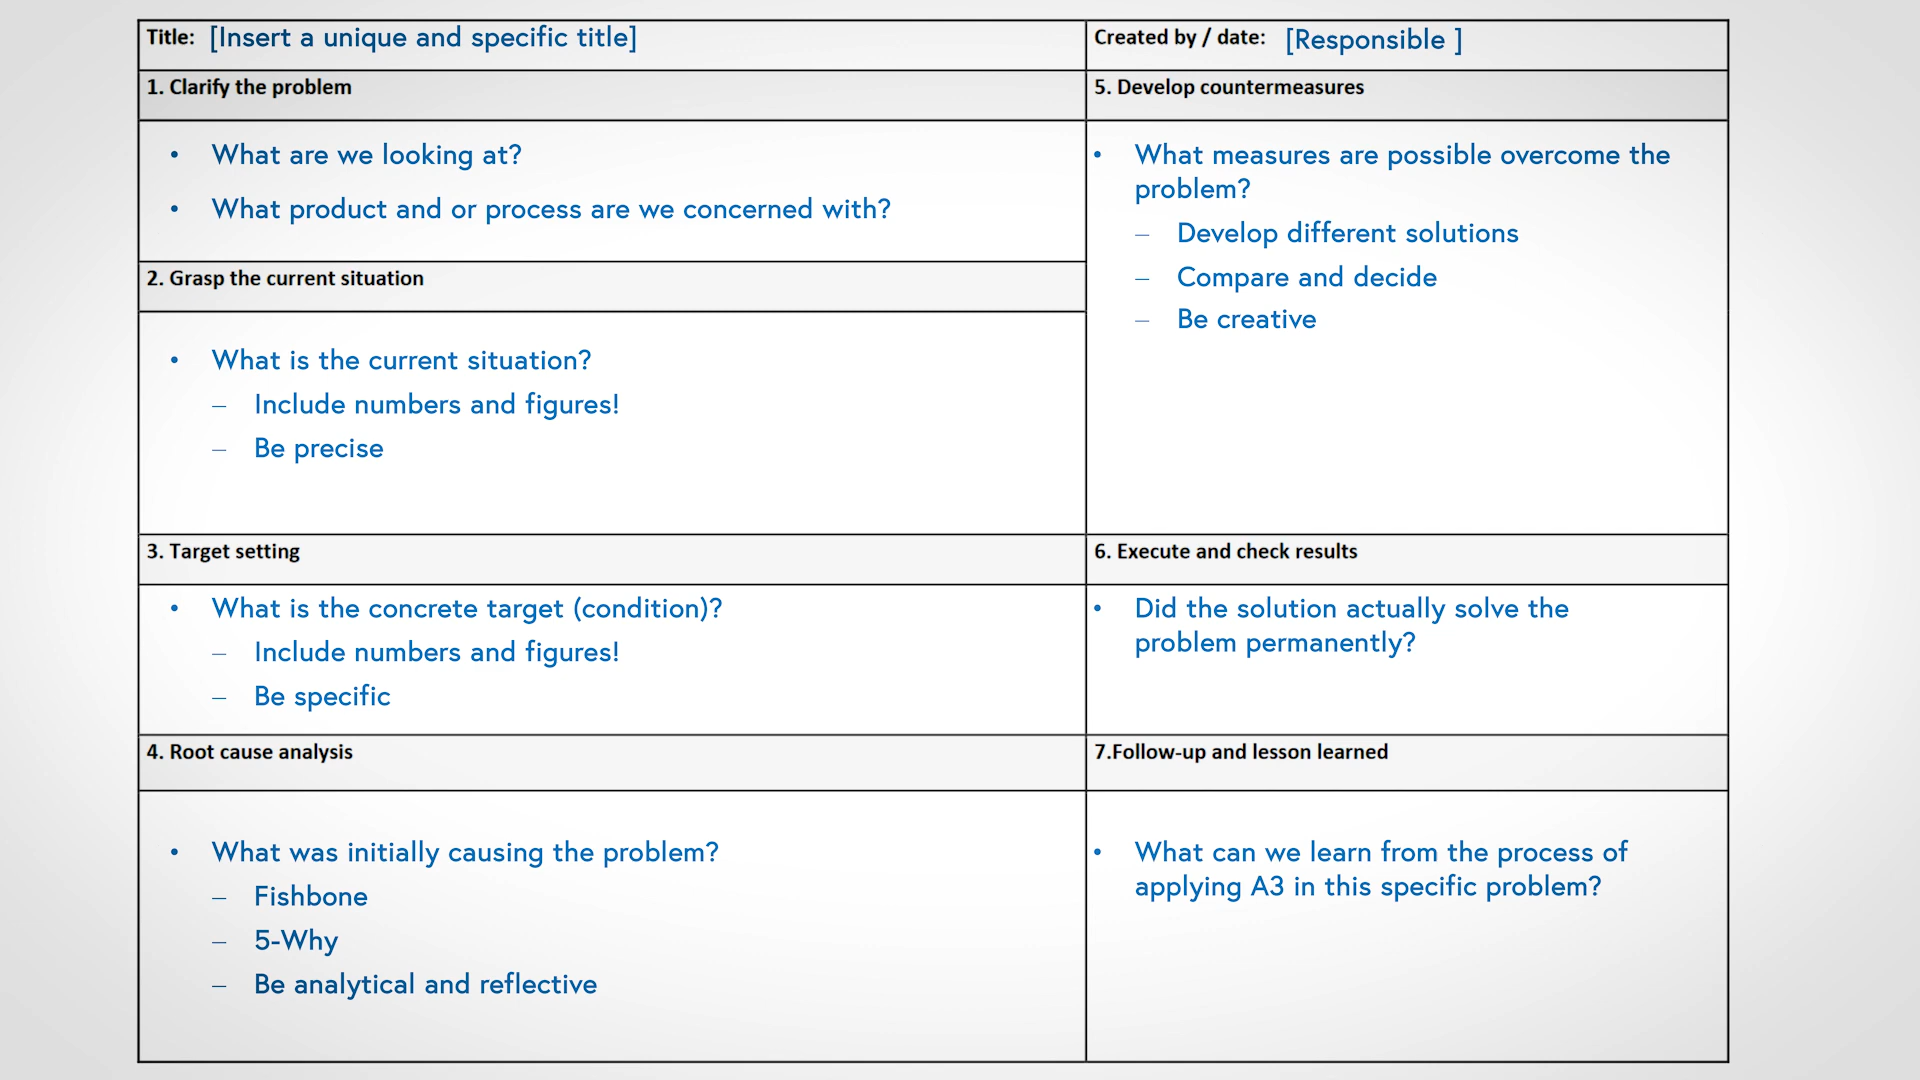 Title: [Insert a unique and specific title]
Created by / date: [Responsible ]
1. Clarify the problem
• What are we looking at?
• What product and or process are we concerned with?
2. Grasp the current situation
• What is the current situation?
– Include numbers and figures!
– Be precise
3. Target setting
• What is the concrete target (condition)?
– Include numbers and figures!
– Be specific
4. Root cause analysis
• What was initially causing the problem?
– Fishbone
– 5-Why
– Be analytical and reflective
5. Develop countermeasures
• What measures are possible overcome the
problem?
– Develop different solutions
– Compare and decide
– Be creative
6. Execute and check results
• Did the solution actually solve the
problem permanently?
7.Follow-up and lesson learned
• What can we learn from the process of
applying A3 in this specific problem?